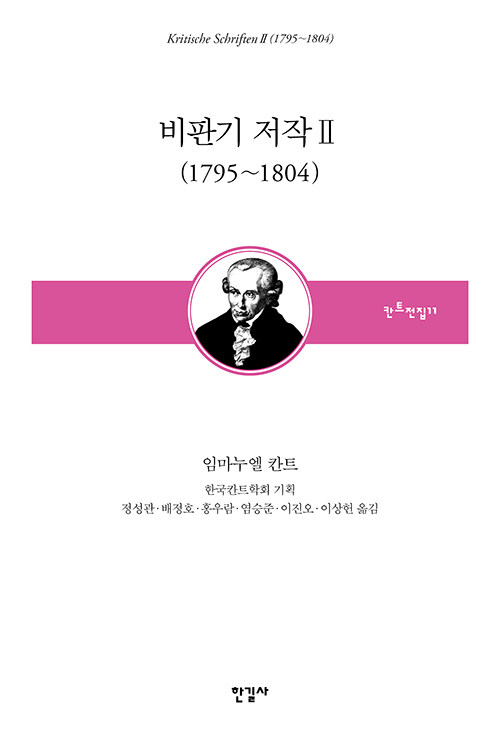 Kritische Schriften Ⅱ (1795~1804)
비판기 저작 Ⅱ
(1795~1804)
칸트전집11
임마누엘 칸트
한국칸트학회 기획
정성관·배정호·홍우람·염승준·이진오·이상헌 옮김
한길사